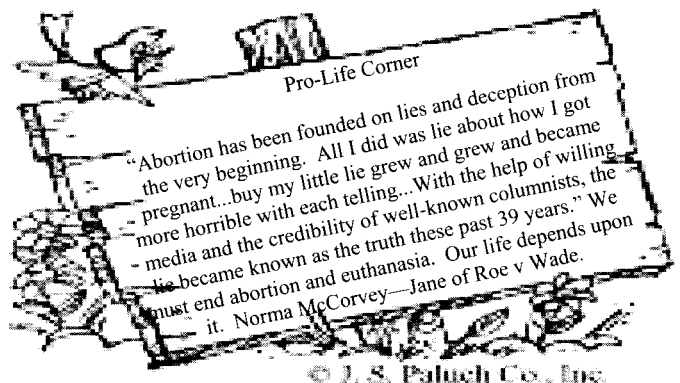 Pro-Life Corner
“Abortion has been founded on lies and deception from
the very beginning.  All I did was lie about how I got
pregnant...buy my little lie grew and grew and became
more horrible with each telling...With the help of willing
media and the credibility of well-known columnists, the
lie became known as the truth these past 39 years.” We
must end abortion and euthanasia.  Our life depends upon
it.  Norma McCorvey—Jane of Roe v Wade.
© J. S. Paluch Co., Inc.